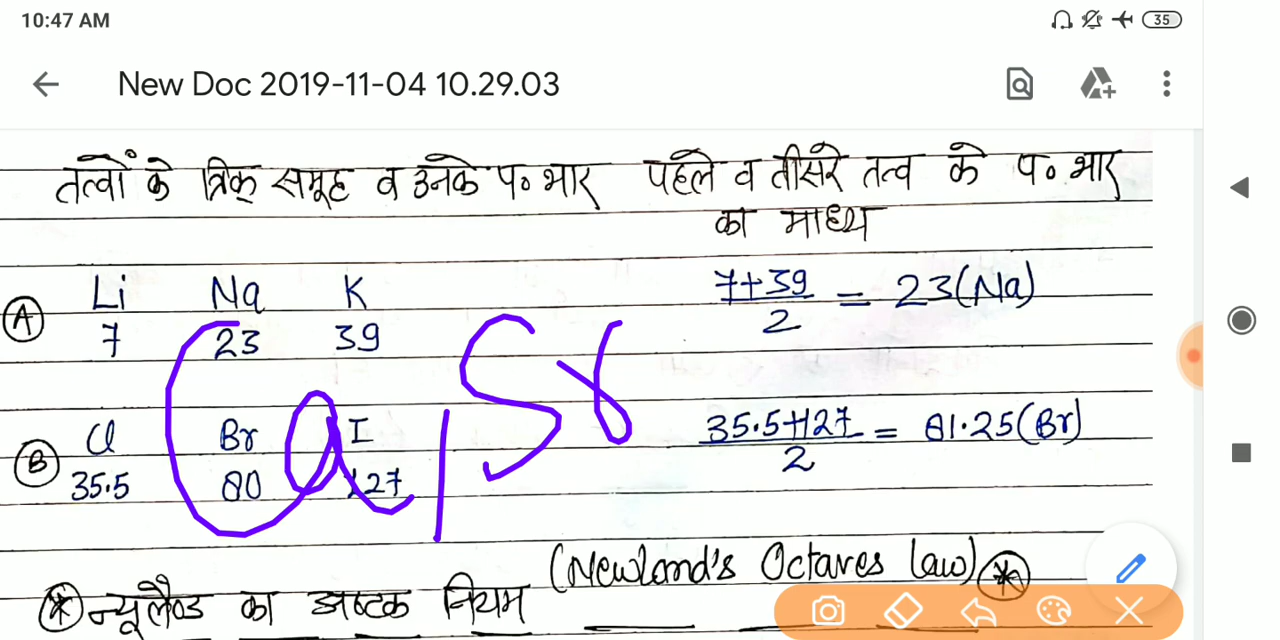 10:47 AM 35
New Doc 2019-11-04 10.29.03
तत्वों के त्रिक् समूह व उनके प० भार पहले व तीसरे तत्व के प० भार
का माध्य
A Li Na K 7+39/2 = 23(Na)
7 23 39
Ca, Sr
B Cl Br I 35.5+127/2 = 81.25(Br)
35.5 80 127
(Newland's Octaves Law)
न्यूलैण्ड का अष्टक नियम